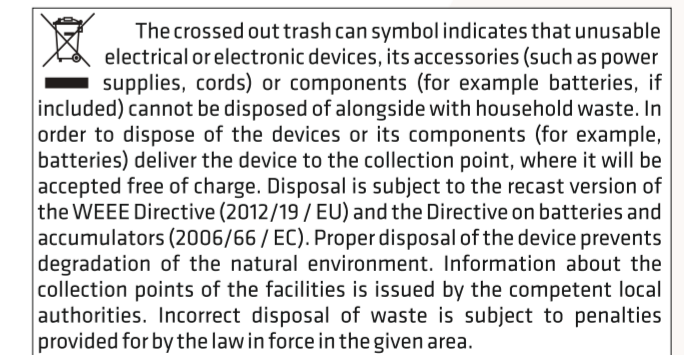 The crossed out trash can symbol indicates that unusable
electrical or electronic devices, its accessories (such as power
supplies, cords) or components (for example batteries, if
included) cannot be disposed of alongside with household waste. In
order to dispose of the devices or its components (for example,
batteries) deliver the device to the collection point, where it will be
accepted free of charge. Disposal is subject to the recast version of
the WEEE Directive (2012/19 / EU) and the Directive on batteries and
accumulators (2006/66 / EC). Proper disposal of the device prevents
degradation of the natural environment. Information about the
collection points of the facilities is issued by the competent local
authorities. Incorrect disposal of waste is subject to penalties
provided for by the law in force in the given area.